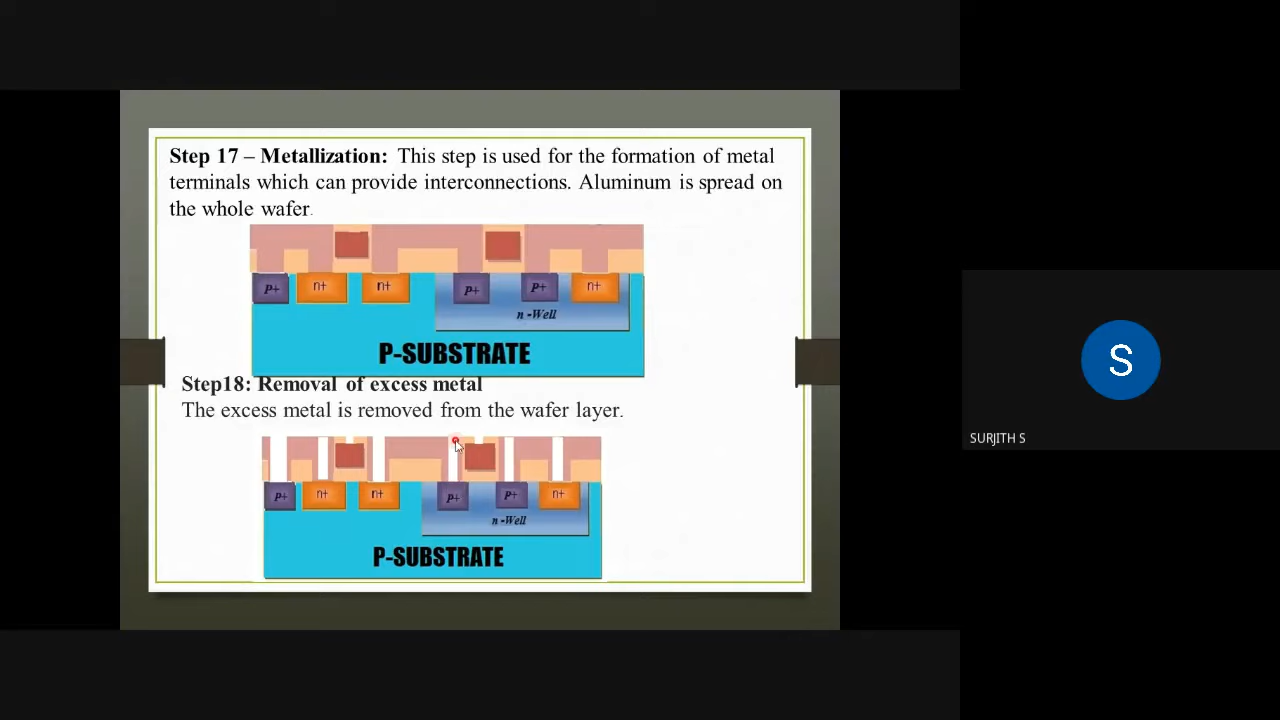 Step 17 – Metallization: This step is used for the formation of metal
terminals which can provide interconnections. Aluminum is spread on
the whole wafer.
P+ n+ n+ P+ P+ n+
n -Well
P-SUBSTRATE
Step18: Removal of excess metal
The excess metal is removed from the wafer layer.
P+ n+ n+ P+ P+ n+
n -Well
P-SUBSTRATE
S
SURJITH S